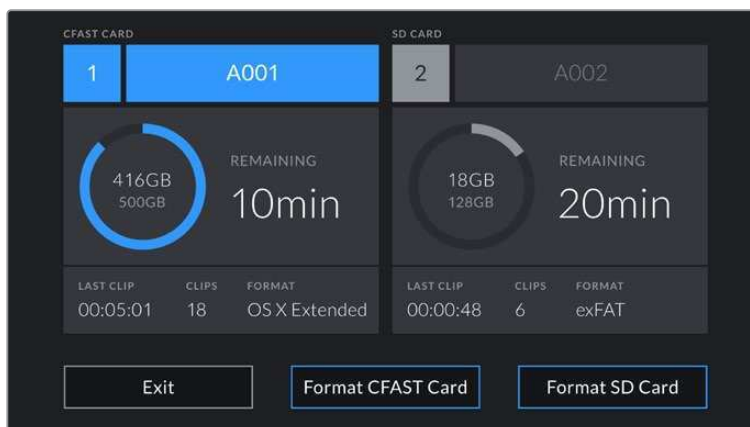 CFAST CARD
1 A001
416GB
500GB
REMAINING
10min
LAST CLIP CLIPS FORMAT
00:05:01 18 OS X Extended
SD CARD
2 A002
18GB
128GB
REMAINING
20min
LAST CLIP CLIPS FORMAT
00:00:48 6 exFAT
Exit Format CFAST Card Format SD Card